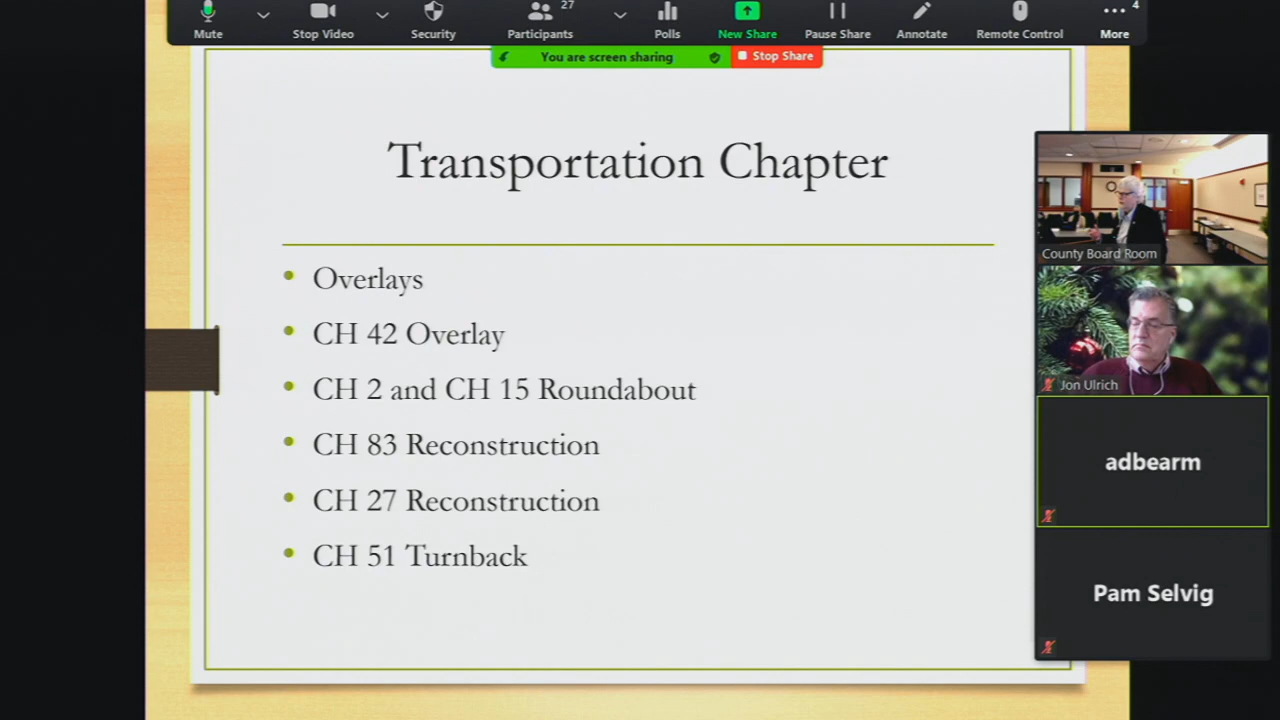 27
4
Mute
Stop Video
Security
Participants
Polls
New Share
Pause Share
Annotate
Remote Control
More
You are screen sharing
Stop Share
Transportation Chapter
• Overlays
• CH 42 Overlay
• CH 2 and CH 15 Roundabout
• CH 83 Reconstruction
• CH 27 Reconstruction
• CH 51 Turnback
County Board Room
Jon Ulrich
adbearm
Pam Selvig